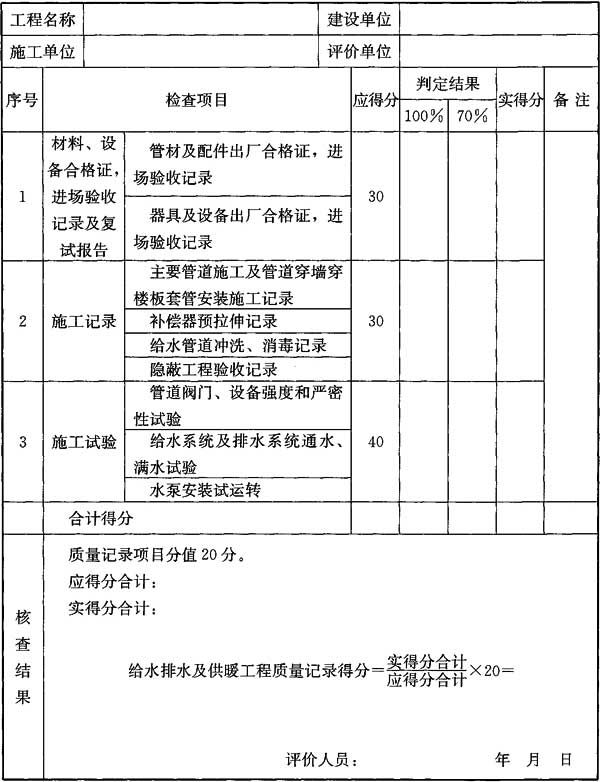 工程名称 建设单位
施工单位 评价单位
序号 检查项目 应得分 判定结果 实得分 备注
100% 70%
1 材料、设备合格证,进场验收记录及复试报告 管材及配件出厂合格证,进场验收记录 30
器具及设备出厂合格证,进场验收记录
2 施工记录 主要管道施工及管道穿墙穿楼板套管安装施工记录 30
补偿器预拉伸记录
给水管道冲洗、消毒记录
隐蔽工程验收记录
3 施工试验 管道阀门、设备强度和严密性试验 40
给水系统及排水系统通水、满水试验
水泵安装试运转
合计得分
核查结果
质量记录项目分值20分。
应得分合计:
实得分合计:
给水排水及供暖工程质量记录得分=实得分合计/应得分合计×20=
评价人员: 年 月 日